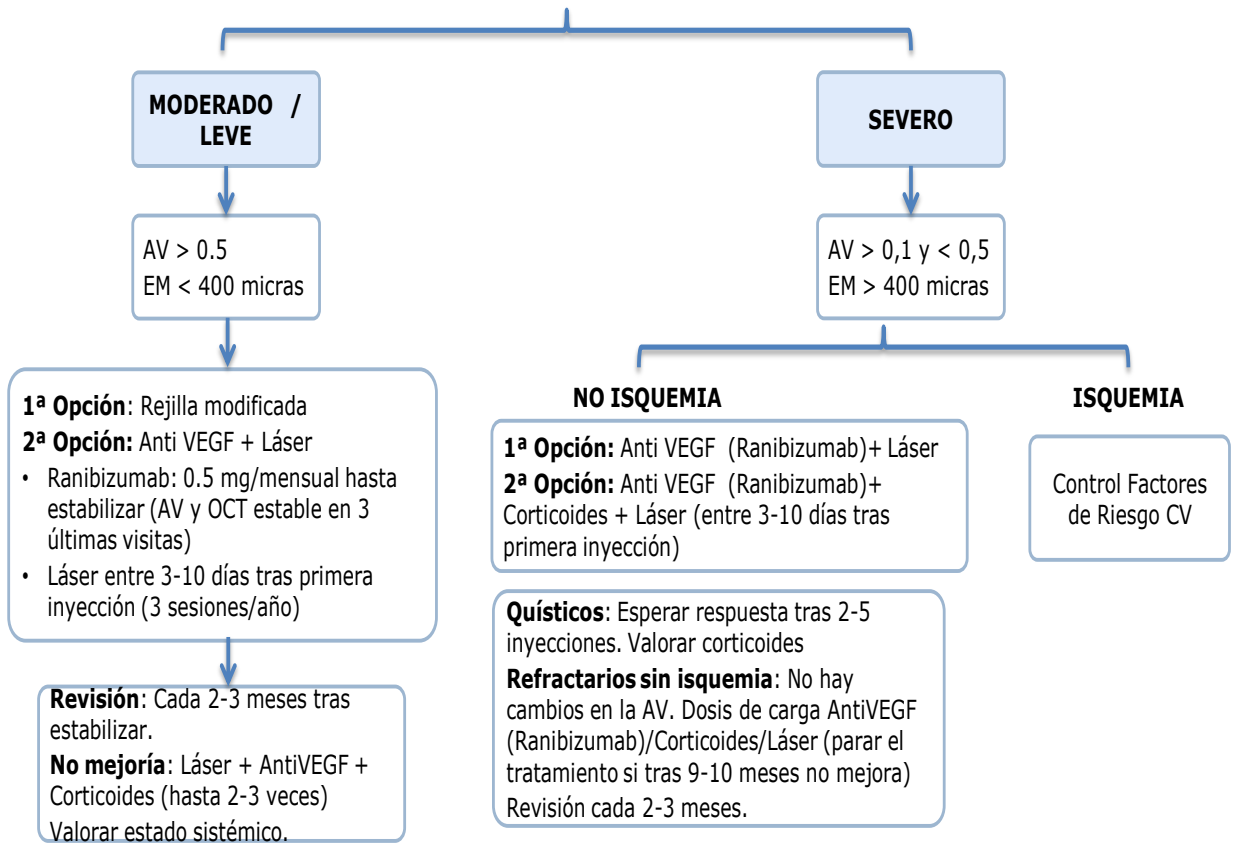 MODERADO /
LEVE
SEVERO
AV > 0.5
EM < 400 micras
AV > 0,1 y < 0,5
EM > 400 micras
1ª Opción: Rejilla modificada
2ª Opción: Anti VEGF + Láser
• Ranibizumab: 0.5 mg/mensual hasta
estabilizar (AV y OCT estable en 3
últimas visitas)
• Láser entre 3-10 días tras primera
inyección (3 sesiones/año)
Revisión: Cada 2-3 meses tras
estabilizar.
No mejoría: Láser + AntiVEGF +
Corticoides (hasta 2-3 veces)
Valorar estado sistémico.
NO ISQUEMIA
1ª Opción: Anti VEGF (Ranibizumab)+ Láser
2ª Opción: Anti VEGF (Ranibizumab)+
Corticoides + Láser (entre 3-10 días tras
primera inyección)
Quísticos: Esperar respuesta tras 2-5
inyecciones. Valorar corticoides
Refractarios sin isquemia: No hay
cambios en la AV. Dosis de carga AntiVEGF
(Ranibizumab)/Corticoides/Láser (parar el
tratamiento si tras 9-10 meses no mejora)
Revisión cada 2-3 meses.
ISQUEMIA
Control Factores
de Riesgo CV